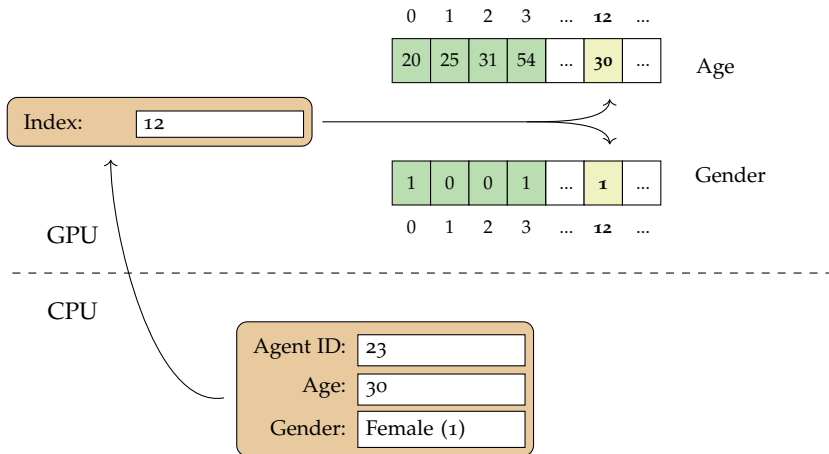 0 1 2 3 ... 12 ...
20 25 31 54 ... 30 ...
Age
Index: 12
1 0 0 1 ... 1 ...
Gender
0 1 2 3 ... 12 ...
GPU
CPU
Agent ID: 23
Age: 30
Gender: Female (1)